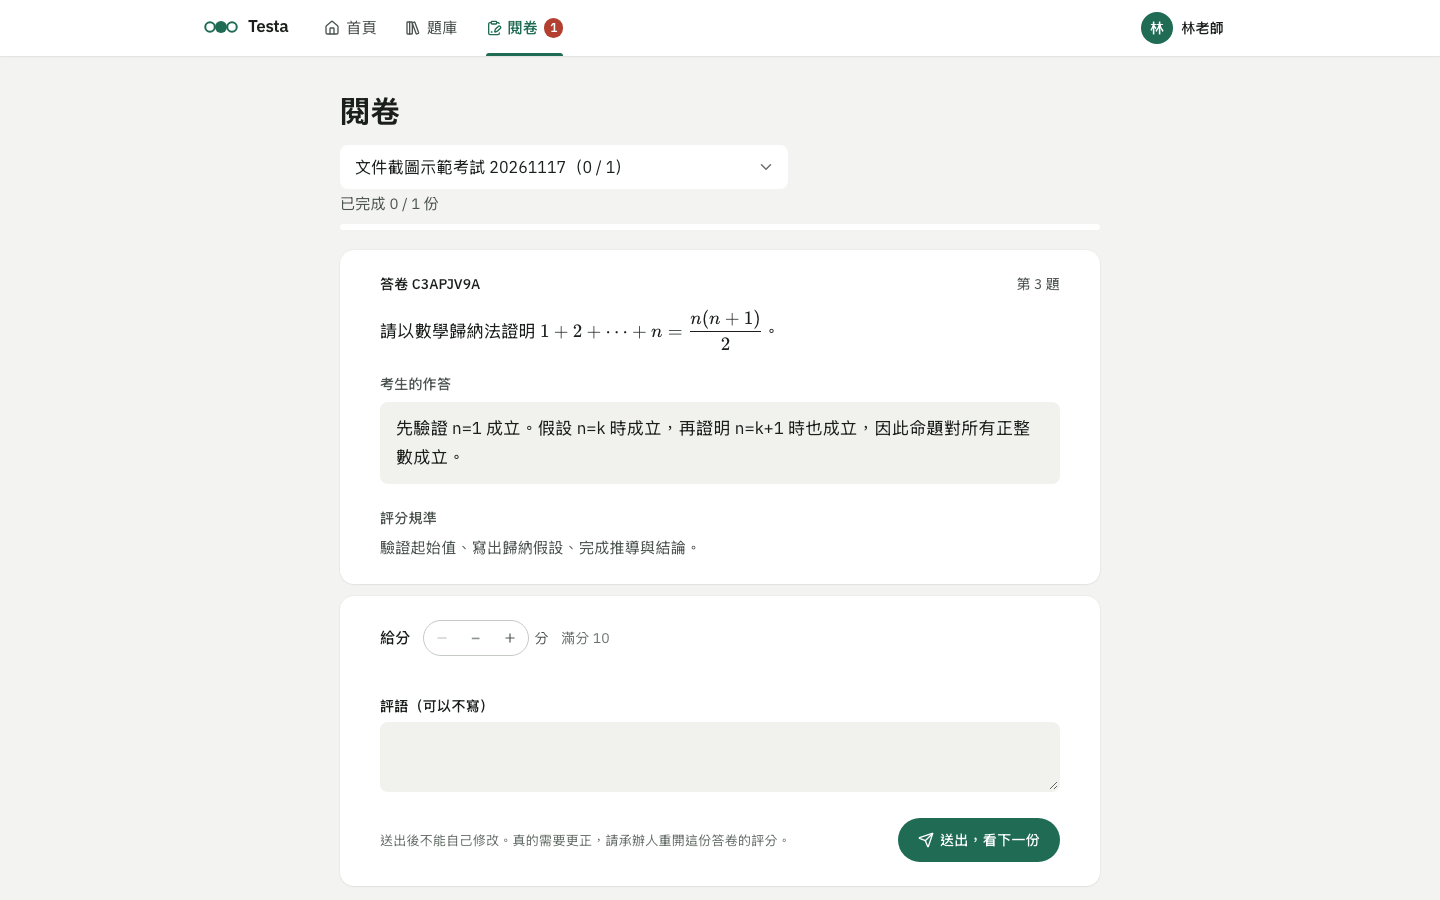 Testa 首頁 題庫 閱卷 1 林 林老師
閱卷
文件截圖示範考試 20261117（0 / 1）
已完成 0 / 1 份
答卷 C3APJV9A 第 3 題
請以數學歸納法證明 1 + 2 + ⋯ + n = n(n + 1) / 2。
考生的作答
先驗證 n=1 成立。假設 n=k 時成立，再證明 n=k+1 時也成立，因此命題對所有正整
數成立。
評分規準
驗證起始值、寫出歸納假設、完成推導與結論。
給分 − – + 分 滿分 10
評語（可以不寫）
送出後不能自己修改。真的需要更正，請承辦人重開這份答卷的評分。
送出，看下一份